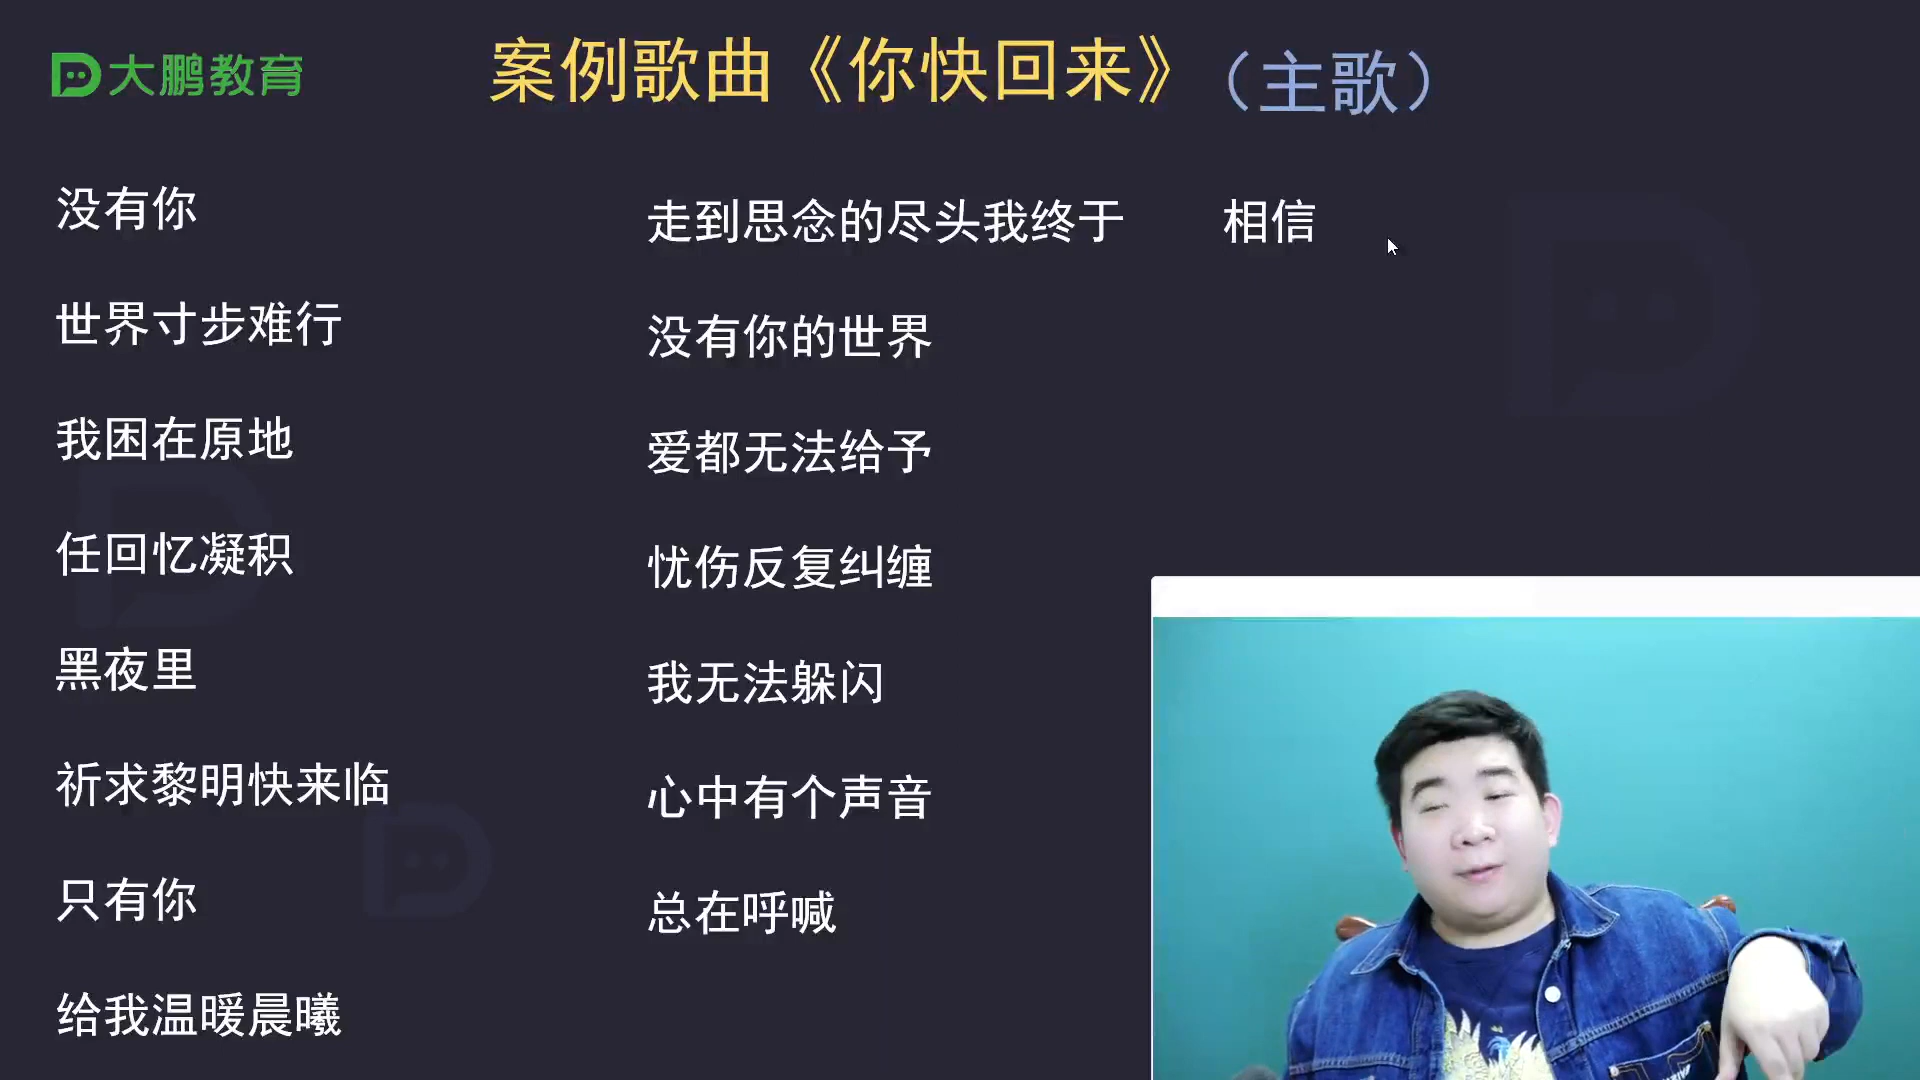 大鹏教育
案例歌曲《你快回来》（主歌）
没有你
世界寸步难行
我困在原地
任回忆凝积
黑夜里
祈求黎明快来临
只有你
给我温暖晨曦
走到思念的尽头我终于 相信
没有你的世界
爱都无法给予
忧伤反复纠缠
我无法躲闪
心中有个声音
总在呼喊